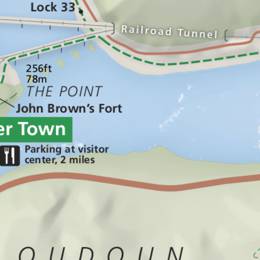 Lock 33
Railroad Tunnel
256ft
78m
THE POINT
John Brown's Fort
er Town
Parking at visitor
center, 2 miles
OUDOUN